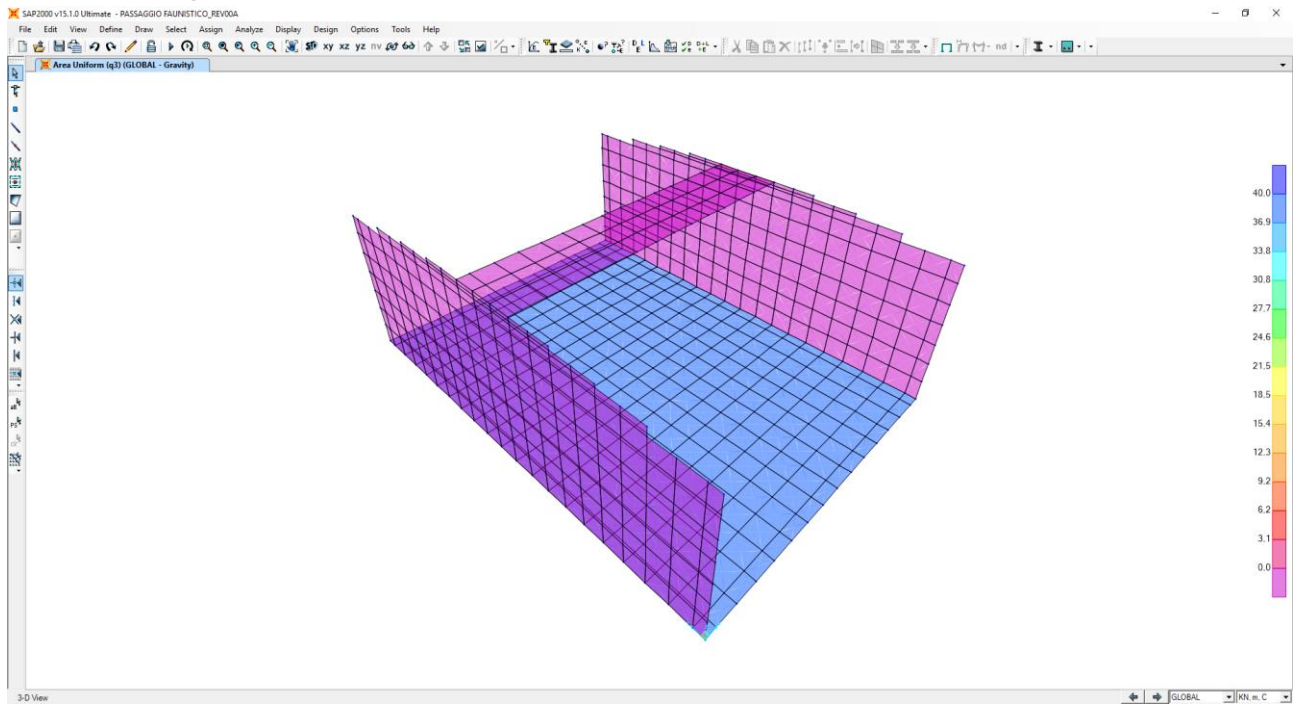 SAP2000 v15.1.0 Ultimate - PASSAGGIO FAUNISTICO_REV00A
File Edit View Define Draw Select Assign Analyze Display Design Options Tools Help
xy xz yz nv nd
Area Uniform (q3) (GLOBAL - Gravity)
40.0
36.9
33.8
30.8
27.7
24.6
21.5
18.5
15.4
12.3
9.2
6.2
3.1
0.0
3-D View
GLOBAL
KN, m, C